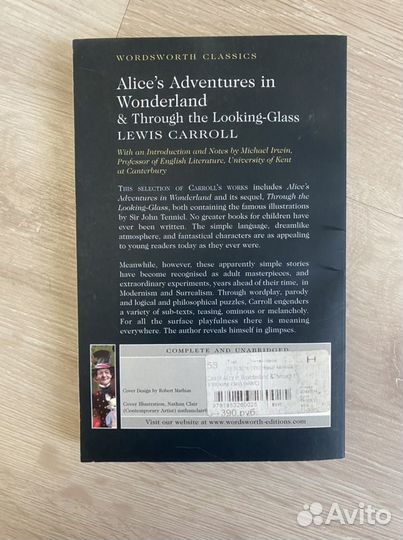 WORDSWORTH CLASSICS
Alice's Adventures in
Wonderland
& Through the Looking-Glass
LEWIS CARROLL
With an Introduction and Notes by Michael Irwin,
Professor of English Literature, University of Kent
at Canterbury
THIS SELECTION OF CARROLL'S WORKS includes Alice's
Adventures in Wonderland and its sequel, Through the
Looking-Glass, both containing the famous illustrations
by Sir John Tenniel. No greater books for children have
ever been written. The simple language, dreamlike
atmosphere, and fantastical characters are as appealing
to young readers today as they ever were.
Meanwhile, however, these apparently simple stories
have become recognised as adult masterpieces, and
extraordinary experiments, years ahead of their time, in
Modernism and Surrealism. Through wordplay, parody
and logical and philosophical puzzles, Carroll engenders
a variety of sub-texts, teasing, ominous or melancholy.
For all the surface playfulness there is meaning
everywhere. The author reveals himself in glimpses.
COMPLETE AND UNABRIDGED
Cover Design by Robert Mathias
Cover Illustration, Nathan Clair
(Contemporary Artist)
390 руб
Visit our website at www.wordsworth-editions.com
Avito